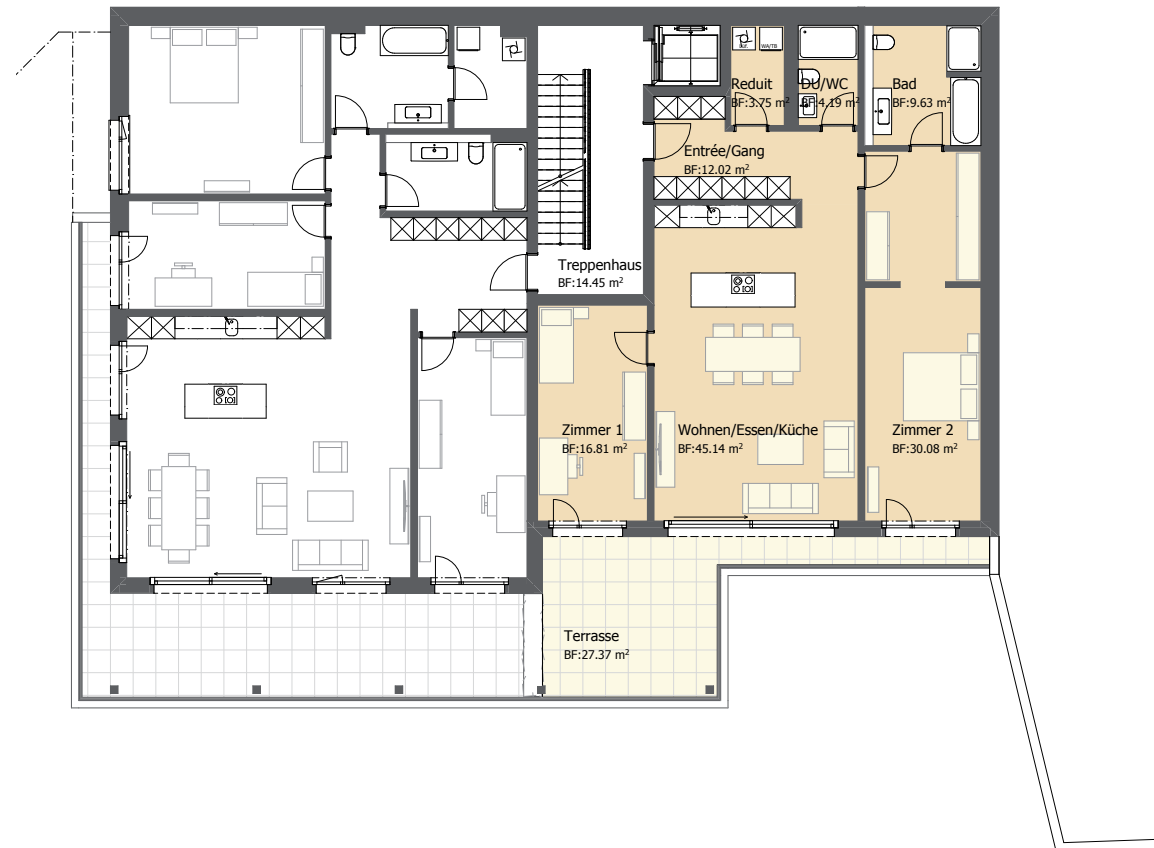 Reduit
BF:3.75 m²
DU/WC
BF:4.19 m²
Bad
BF:9.63 m²
WA/TB
Entrée/Gang
BF:12.02 m²
Treppenhaus
BF:14.45 m²
Zimmer 1
BF:16.81 m²
Wohnen/Essen/Küche
BF:45.14 m²
Zimmer 2
BF:30.08 m²
Terrasse
BF:27.37 m²